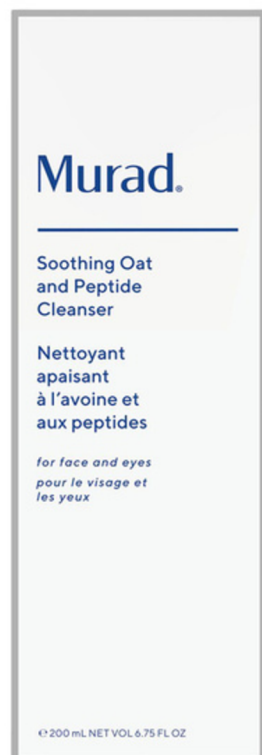 Murad.
Soothing Oat
and Peptide
Cleanser
Nettoyant
apaisant
à l'avoine et
aux peptides
for face and eyes
pour le visage et
les yeux
℮ 200 mL NET VOL 6.75 FL OZ